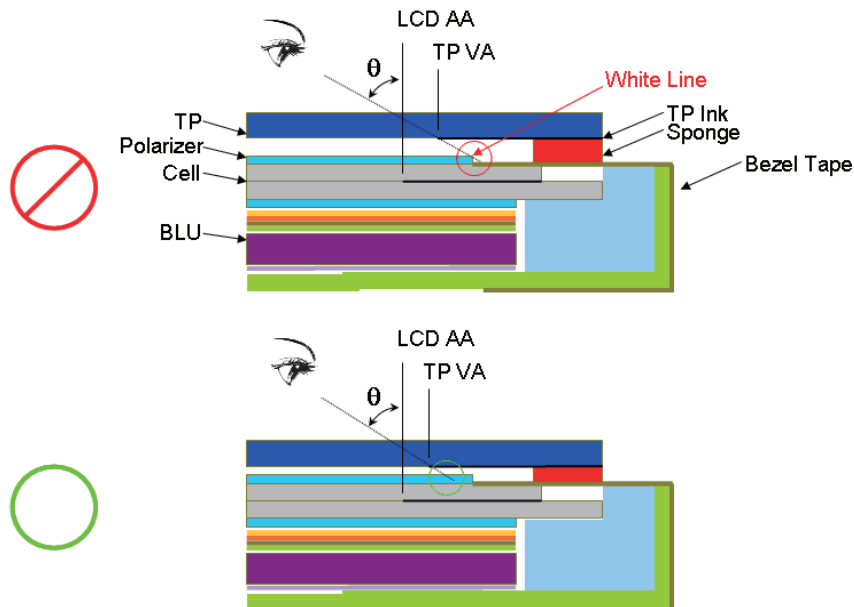 LCD AA
θ
TP VA
White Line
TP
TP Ink
Sponge
Polarizer
Cell
Bezel Tape
BLU
LCD AA
θ
TP VA